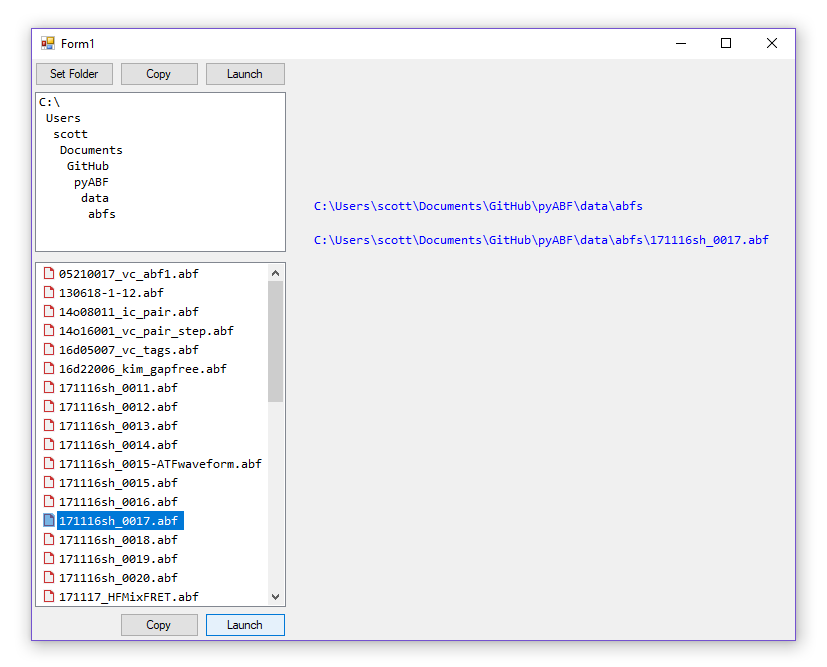 Form1
Set Folder Copy Launch
C:\
Users
scott
Documents
GitHub
pyABF
data
abfs
C:\Users\scott\Documents\GitHub\pyABF\data\abfs
C:\Users\scott\Documents\GitHub\pyABF\data\abfs\171116sh_0017.abf
05210017_vc_abf1.abf
130618-1-12.abf
14o08011_ic_pair.abf
14o16001_vc_pair_step.abf
16d05007_vc_tags.abf
16d22006_kim_gapfree.abf
171116sh_0011.abf
171116sh_0012.abf
171116sh_0013.abf
171116sh_0014.abf
171116sh_0015-ATFwaveform.abf
171116sh_0015.abf
171116sh_0016.abf
171116sh_0017.abf
171116sh_0018.abf
171116sh_0019.abf
171116sh_0020.abf
171117_HFMixFRET.abf
Copy Launch